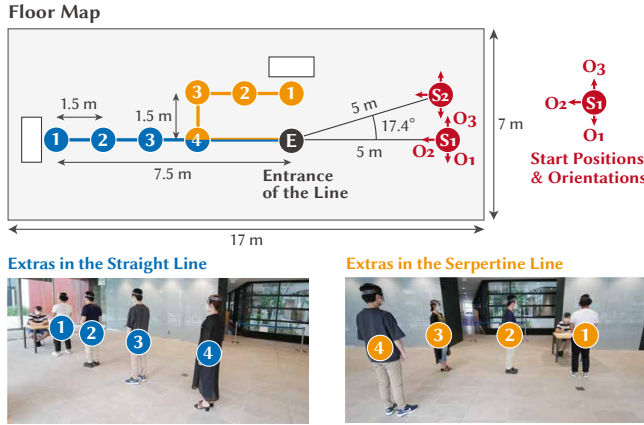 Floor Map
1.5 m
1.5 m
3
2
1
1
2
3
4
E
7.5 m
Entrance
of the Line
5 m
17.4°
5 m
S2
S1
O3
O2
O1
7 m
17 m
O3
O2
S1
O1
Start Positions
& Orientations
Extras in the Straight Line
1
2
3
4
Extras in the Serpertine Line
4
3
2
1